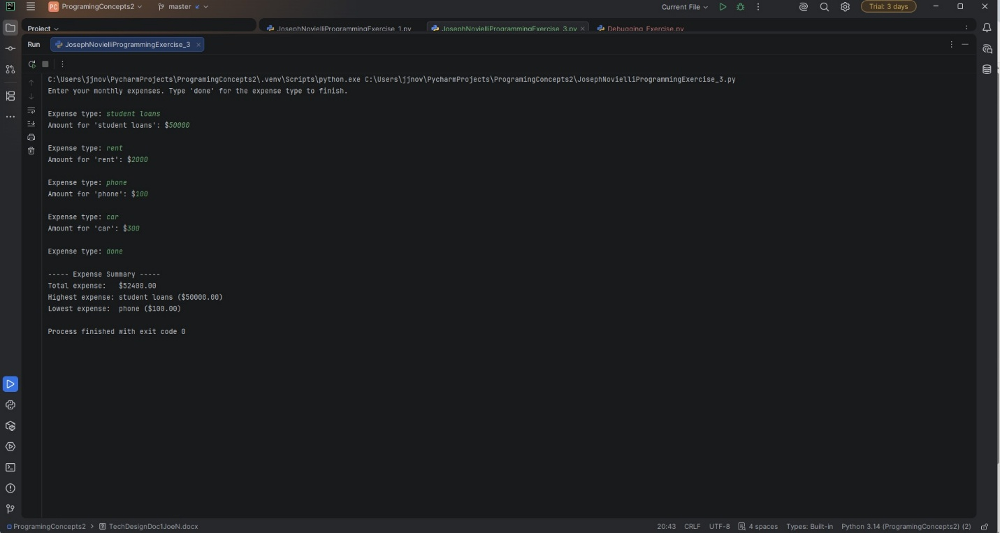 PC
PC ProgramingConcepts2
master
Current File
Trial: 3 days
Project
JosephNovielliProgrammingExercise_1.py
JosephNovielliProgrammingExercise_3.py
Debugging_Exercise.py
Run
JosephNovielliProgrammingExercise_3
C:\Users\jjnov\PycharmProjects\ProgramingConcepts2\.venv\Scripts\python.exe C:\Users\jjnov\PycharmProjects\ProgramingConcepts2\JosephNovielliProgrammingExercise_3.py
Enter your monthly expenses. Type 'done' for the expense type to finish.
Expense type: student loans
Amount for 'student loans': $50000
Expense type: rent
Amount for 'rent': $2000
Expense type: phone
Amount for 'phone': $100
Expense type: car
Amount for 'car': $300
Expense type: done
----- Expense Summary -----
Total expense:   $52400.00
Highest expense: student loans ($50000.00)
Lowest expense:  phone ($100.00)
Process finished with exit code 0
ProgramingConcepts2 > TechDesignDoc1JoeN.docx
20:43 CRLF UTF-8 4 spaces Types: Built-in Python 3.14 (ProgramingConcepts2) (2)